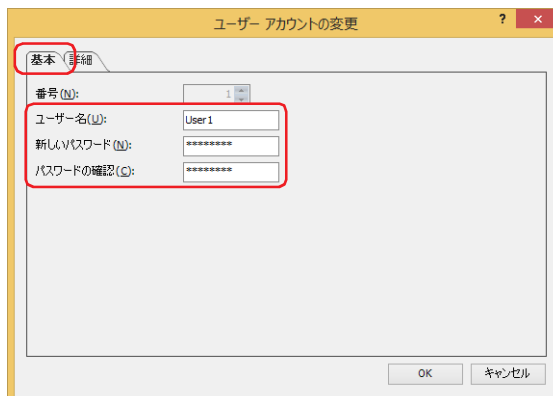 ユーザー アカウントの変更
? ×
基本 詳細
番号(N): 1
ユーザー名(U): User1
新しいパスワード(N): ********
パスワードの確認(C): ********
OK キャンセル